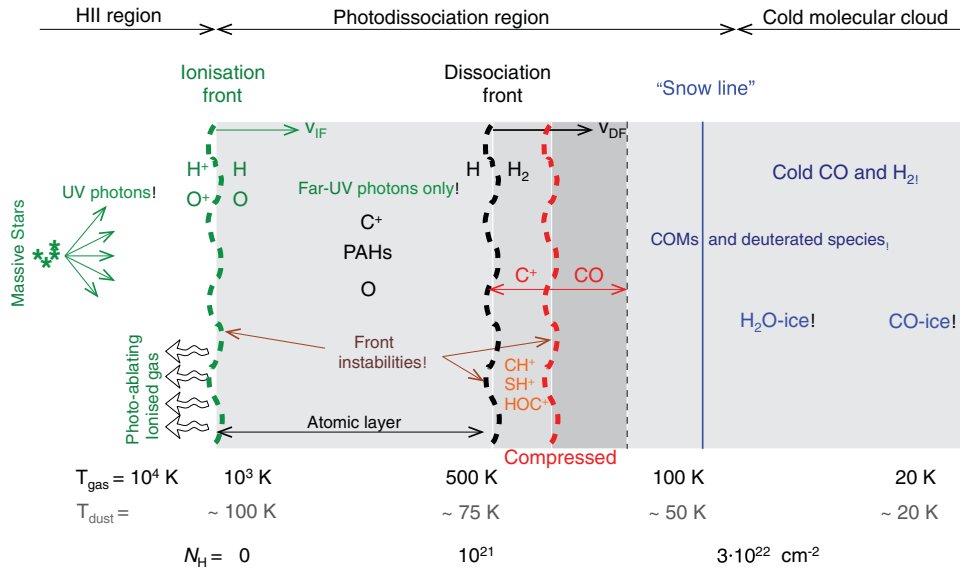 HII region
Photodissociation region
Cold molecular cloud
Ionisation
front
Dissociation
front
"Snow line"
v_IF
v_DF
H⁺ H
O⁺ O
H H₂
UV photons!
Far-UV photons only!
Massive Stars
C⁺
PAHs
O
C⁺ CO
Cold CO and H₂!
COMs and deuterated species!
H₂O-ice!
CO-ice!
Front
instabilities!
CH⁺
SH⁺
HOC⁺
Photo-ablating
Ionised gas
Atomic layer
Compressed
T_gas = 10⁴ K 10³ K 500 K 100 K 20 K
T_dust = ~ 100 K ~ 75 K ~ 50 K ~ 20 K
N_H = 0 10²¹ 3·10²² cm⁻²